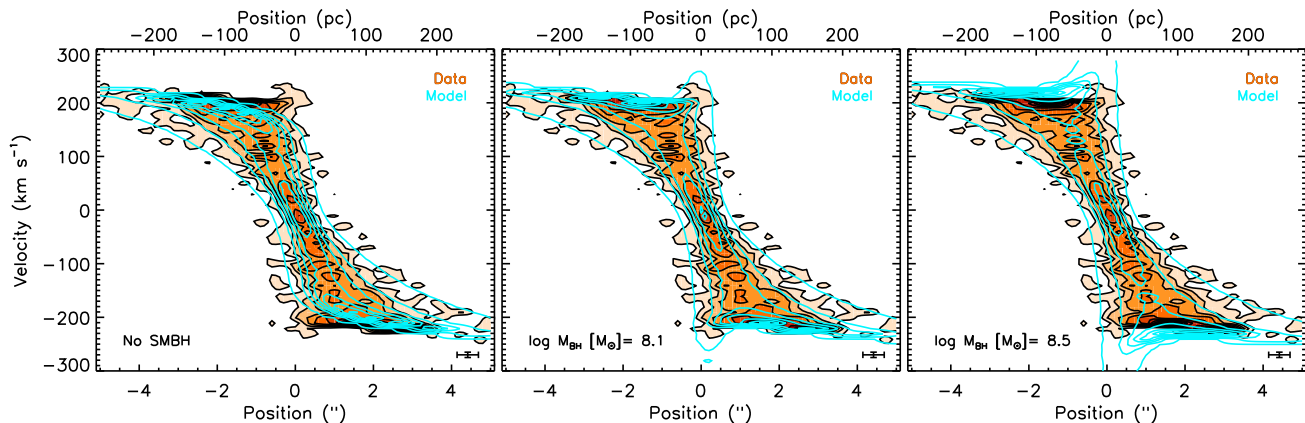 Position (pc)
Position (pc)
Position (pc)
−200 −100 0 100 200
−200 −100 0 100 200
−200 −100 0 100 200
300
200
100
0
−100
−200
−300
Velocity (km s⁻¹)
Data
Model
No SMBH
Data
Model
log M_BH [M_⊙]= 8.1
Data
Model
log M_BH [M_⊙]= 8.5
−4 −2 0 2 4
−4 −2 0 2 4
−4 −2 0 2 4
Position ('')
Position ('')
Position ('')